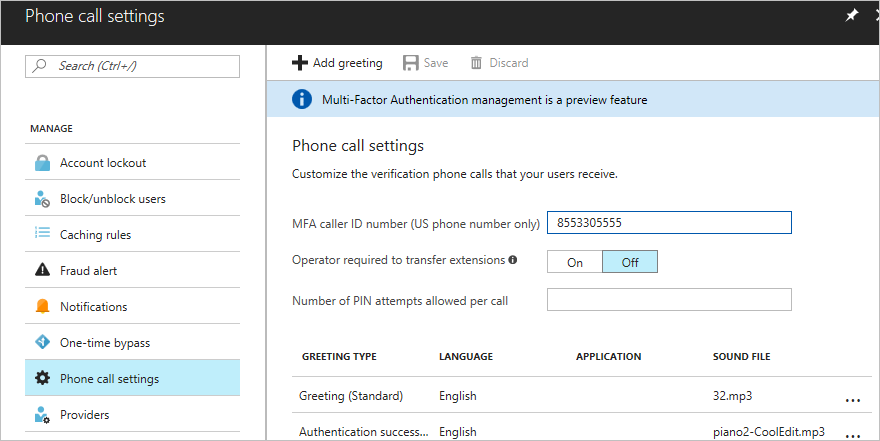 Phone call settings
Search (Ctrl+/)
MANAGE
Account lockout
Block/unblock users
Caching rules
Fraud alert
Notifications
One-time bypass
Phone call settings
Providers
Add greeting Save Discard
Multi-Factor Authentication management is a preview feature
Phone call settings
Customize the verification phone calls that your users receive.
MFA caller ID number (US phone number only) 8553305555
Operator required to transfer extensions On Off
Number of PIN attempts allowed per call
GREETING TYPE LANGUAGE APPLICATION SOUND FILE
Greeting (Standard) English 32.mp3 ...
Authentication success... English piano2-CoolEdit.mp3 ...